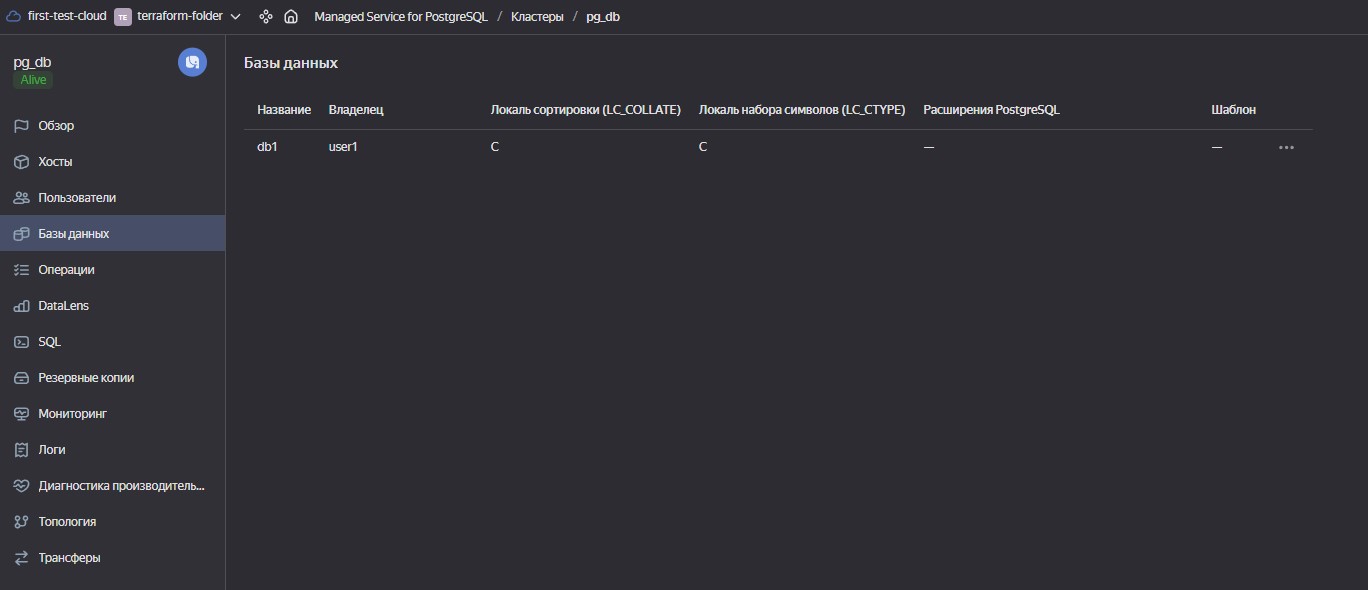 first-test-cloud TE terraform-folder Managed Service for PostgreSQL / Кластеры / pg_db
pg_db
Alive
Обзор
Хосты
Пользователи
Базы данных
Операции
DataLens
SQL
Резервные копии
Мониторинг
Логи
Диагностика производитель...
Топология
Трансферы
Базы данных
Название Владелец Локаль сортировки (LC_COLLATE) Локаль набора символов (LC_CTYPE) Расширения PostgreSQL Шаблон
db1 user1 C C — —